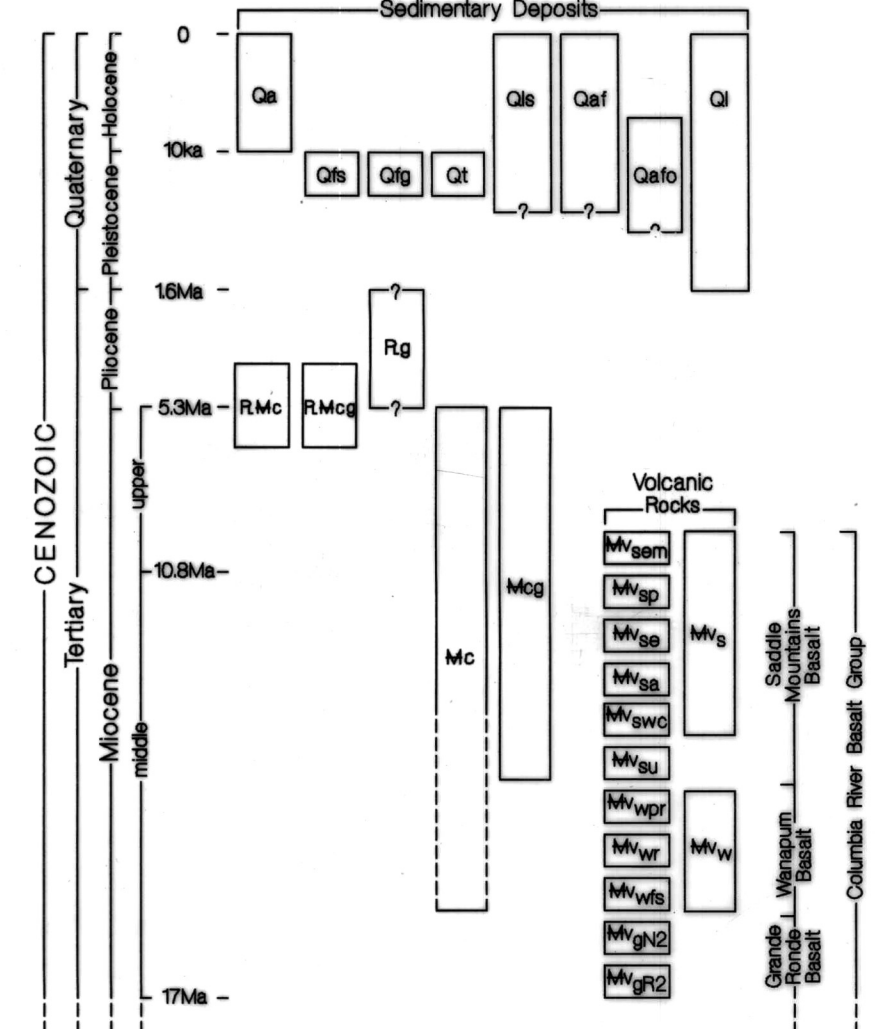 Sedimentary Deposits
0
Qa
Qls
Qaf
Ql
Holocene
Quaternary
10ka
Qfs
Qfg
Qt
Qafo
Pleistocene
?
?
?
1.6Ma
?
Pliocene
R.g
R.Mc
R.Mcg
5.3Ma
?
CENOZOIC
upper
Volcanic
Rocks
Mvsem
10.8Ma
Mcg
Mvsp
Tertiary
Mvse
Mvs
Saddle
Mountains
Basalt
Mc
Mvsa
Miocene
Mvswc
middle
Mvsu
Columbia River Basalt Group
Mvwpr
Mvwr
Mvw
Wanapum
Basalt
Mvwfs
MvgN2
Grande
Ronde
Basalt
MvgR2
17Ma